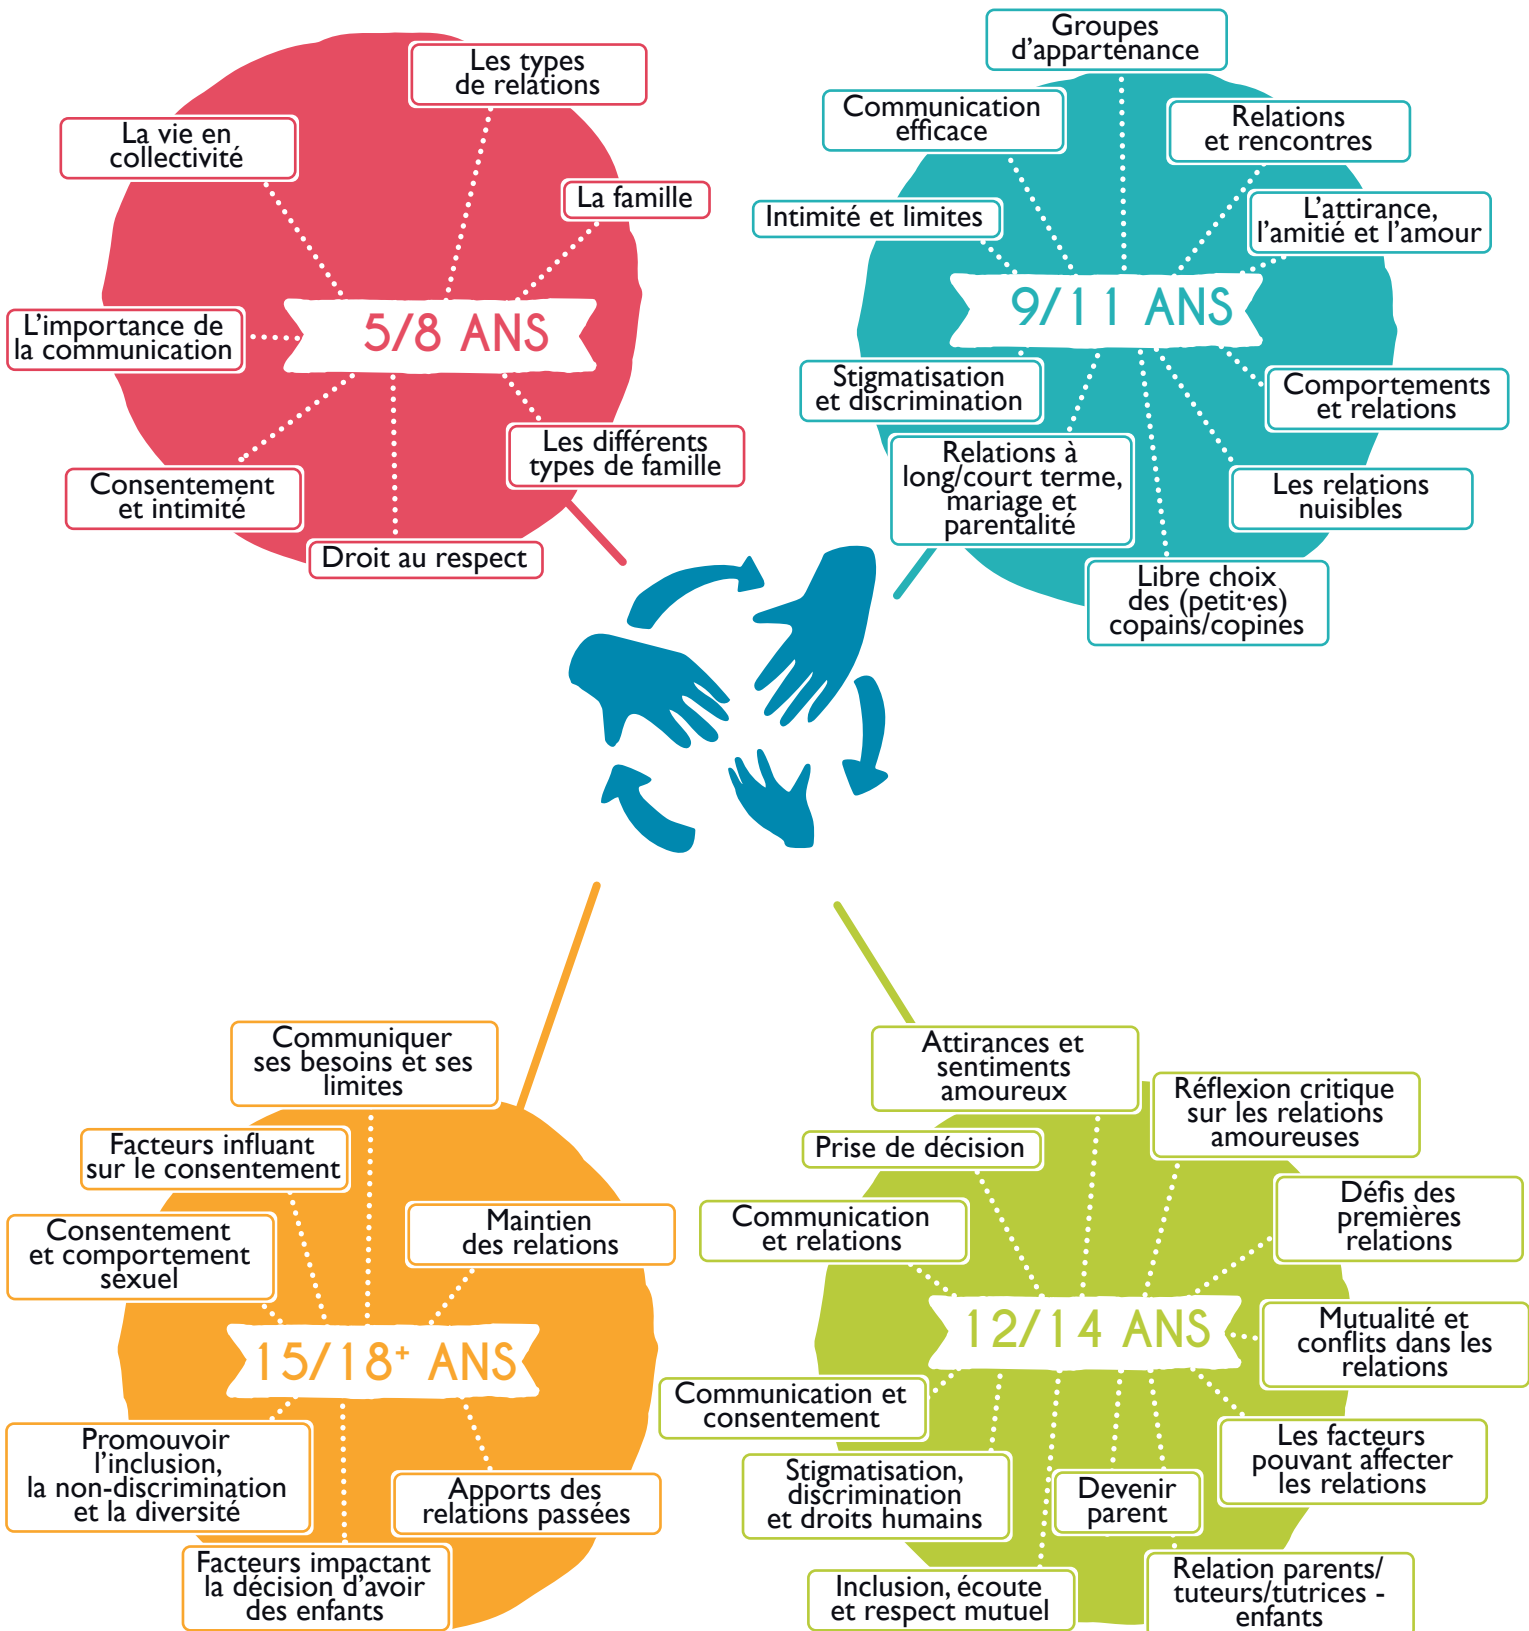 Les types
de relations
La vie en
collectivité
La famille
L'importance de
la communication
5/8 ANS
Les différents
types de famille
Consentement
et intimité
Droit au respect
Groupes
d'appartenance
Communication
efficace
Relations
et rencontres
Intimité et limites
L'attirance,
l'amitié et l'amour
9/11 ANS
Stigmatisation
et discrimination
Comportements
et relations
Relations à
long/court terme,
mariage et
parentalité
Les relations
nuisibles
Libre choix
des (petit·es)
copains/copines
Communiquer
ses besoins et ses
limites
Facteurs influant
sur le consentement
Consentement
et comportement
sexuel
Maintien
des relations
15/18+ ANS
Promouvoir
l'inclusion,
la non-discrimination
et la diversité
Apports des
relations passées
Facteurs impactant
la décision d'avoir
des enfants
Attirances et
sentiments
amoureux
Réflexion critique
sur les relations
amoureuses
Prise de décision
Défis des
premières
relations
Communication
et relations
12/14 ANS
Mutualité et
conflits dans les
relations
Communication et
consentement
Les facteurs
pouvant affecter
les relations
Stigmatisation,
discrimination
et droits humains
Devenir
parent
Inclusion, écoute
et respect mutuel
Relation parents/
tuteurs/tutrices -
enfants